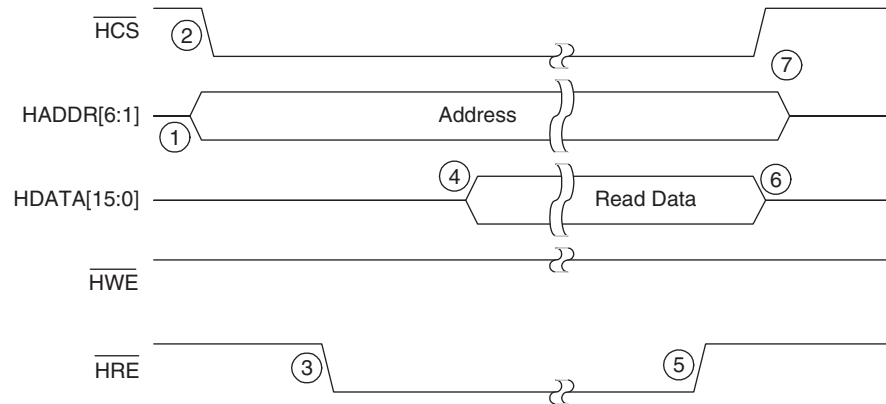 HCS
2
7
HADDR[6:1]
1
Address
HDATA[15:0]
4
Read Data
6
HWE
HRE
3
5